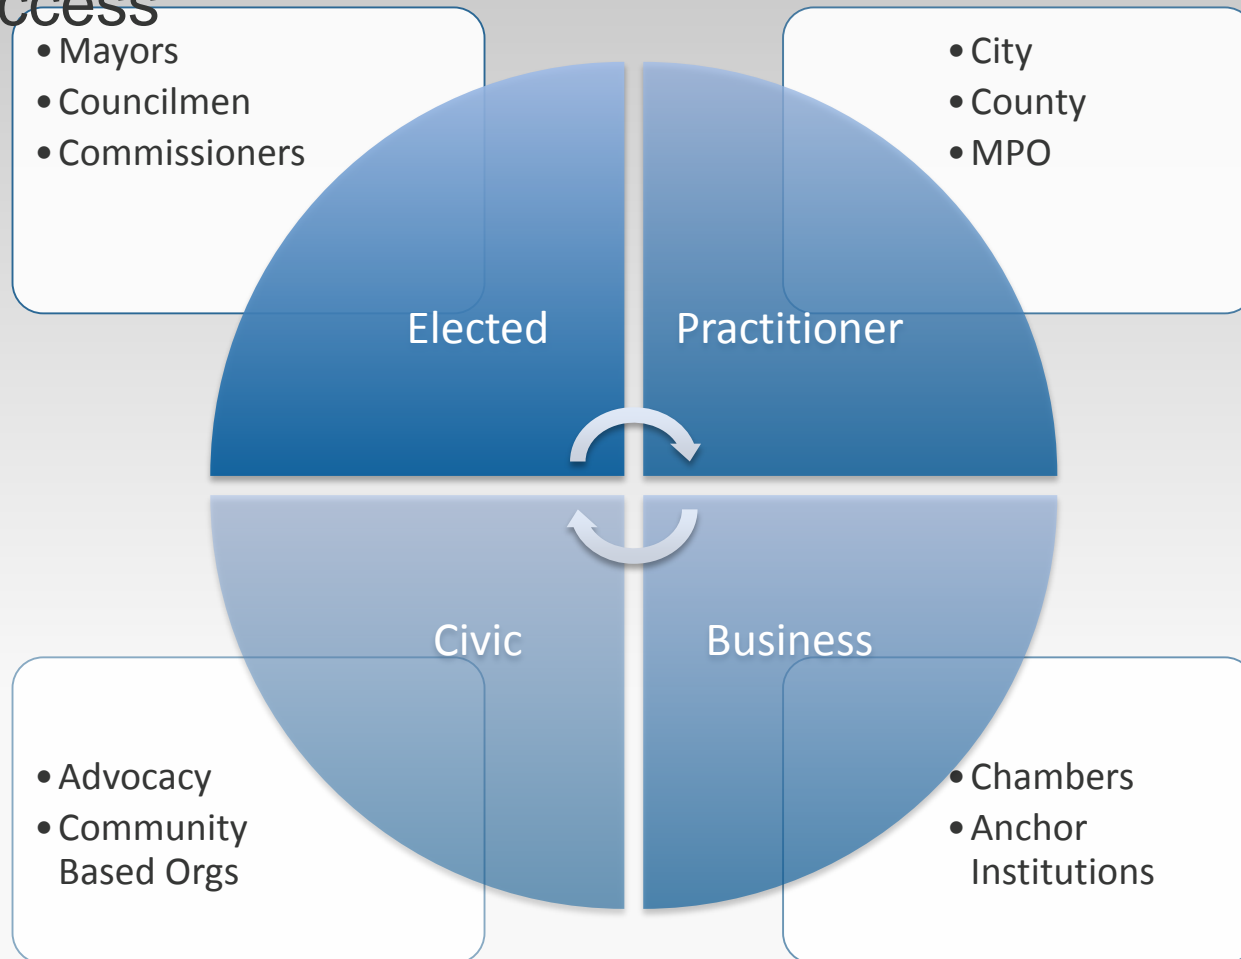 • Mayors
• Councilmen
• Commissioners
• City
• County
• MPO
Elected
Practitioner
Civic
Business
• Advocacy
• Community
Based Orgs
• Chambers
• Anchor
Institutions